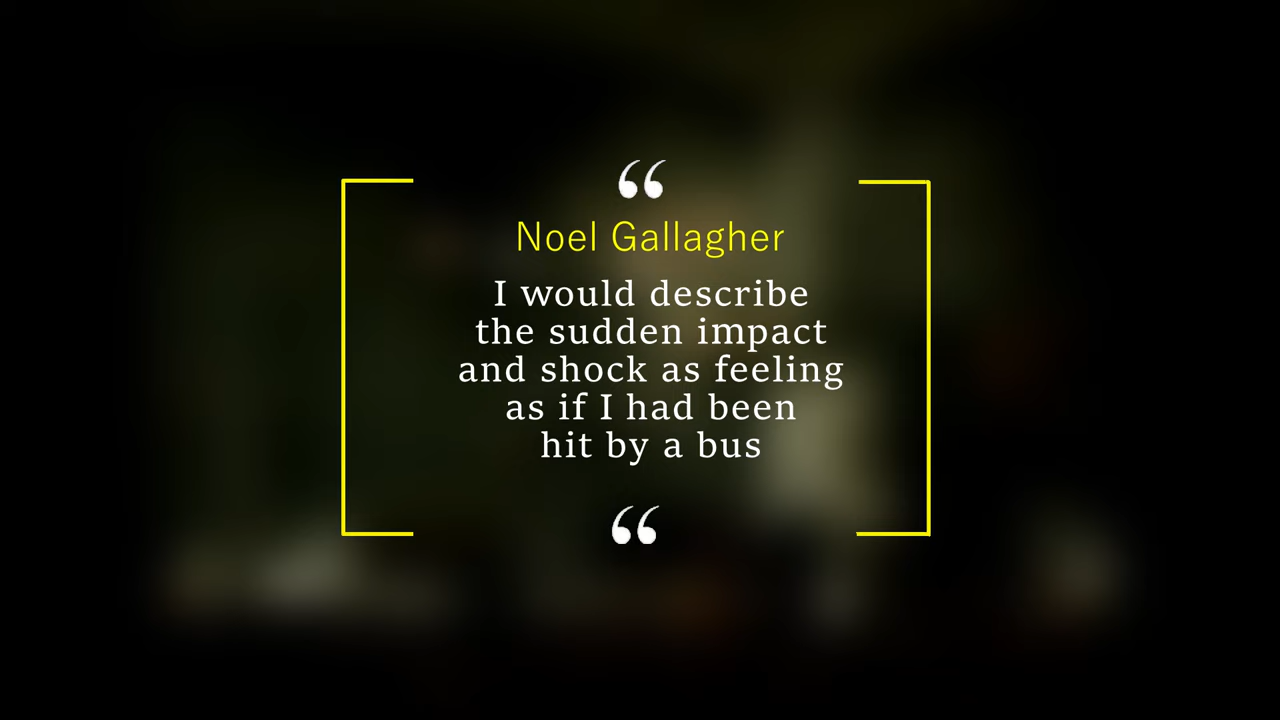 “
Noel Gallagher
I would describe
the sudden impact
and shock as feeling
as if I had been
hit by a bus
“